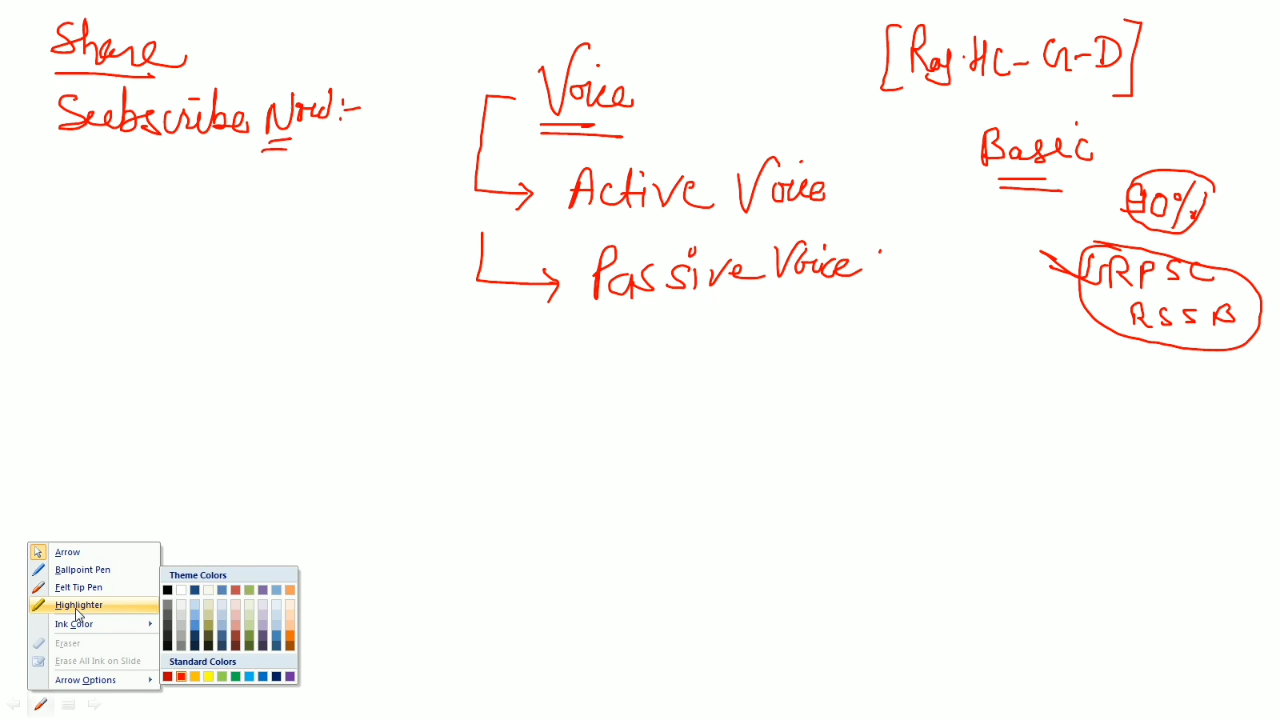 Share
Subscribe Now:-
Voice
Active Voice
Passive Voice
[Raj.HC-G-D]
Basic
90%
RPSC
RSSB
Arrow
Ballpoint Pen
Felt Tip Pen
Highlighter
Ink Color
Eraser
Erase All Ink on Slide
Arrow Options
Theme Colors
Standard Colors